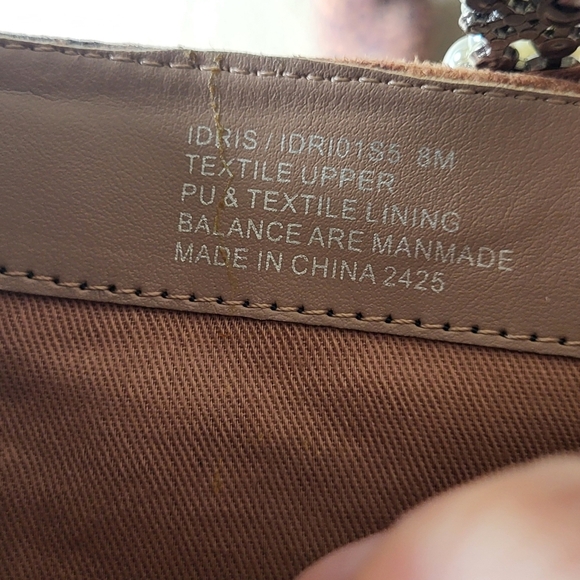 IDRIS / IDRI01S5 8M
TEXTILE UPPER
PU & TEXTILE LINING
BALANCE ARE MANMADE
MADE IN CHINA 2425